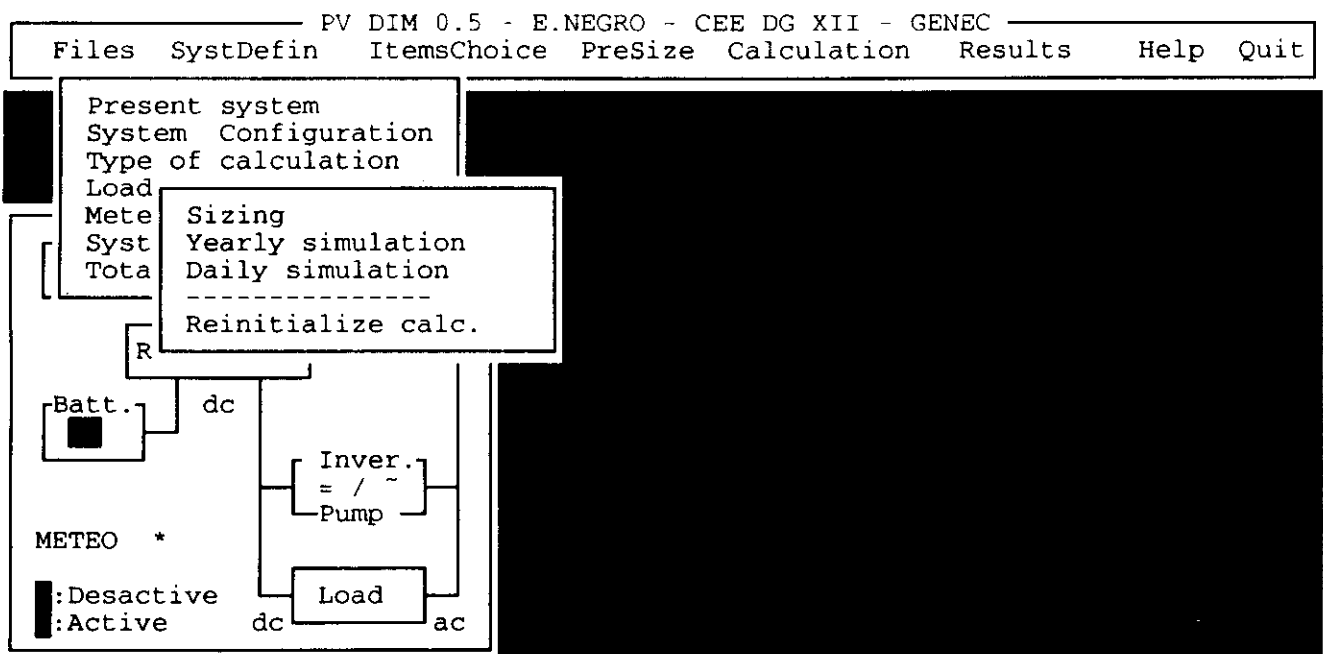 PV DIM 0.5 - E.NEGRO - CEE DG XII - GENEC
Files SystDefin ItemsChoice PreSize Calculation Results Help Quit
Present system
System Configuration
Type of calculation
Load
Mete
Syst
Tota
Sizing
Yearly simulation
Daily simulation
---------------
Reinitialize calc.
R
Batt.
dc
Inver.
= / ~
Pump
METEO *
Load
:Desactive
:Active
dc
ac